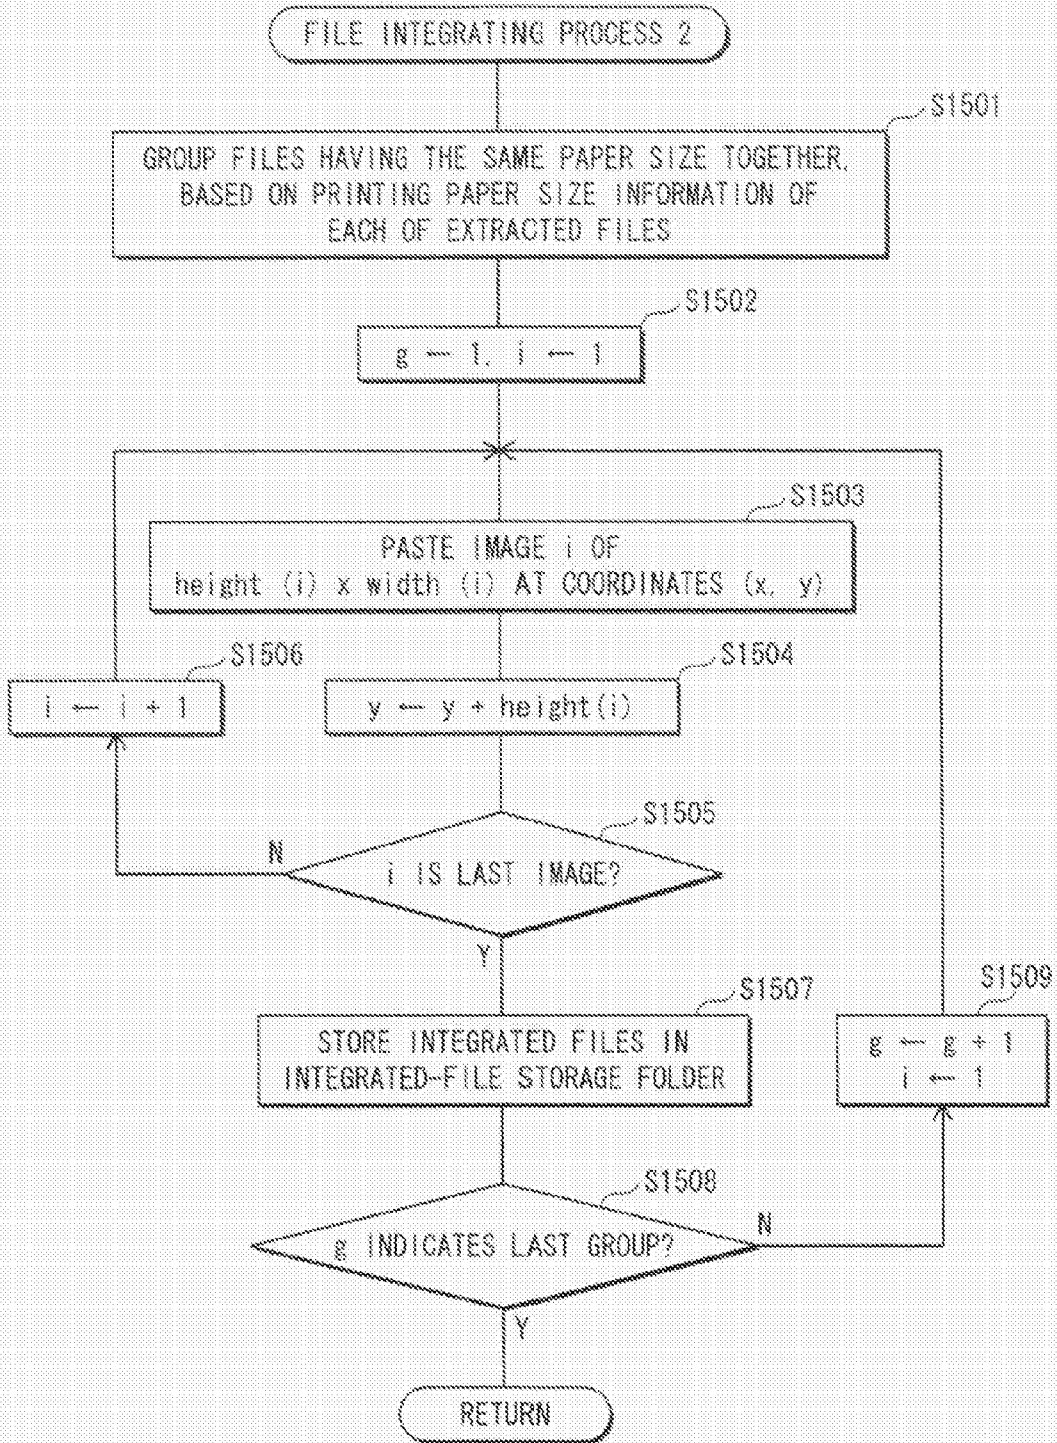 FILE INTEGRATING PROCESS 2
S1501
GROUP FILES HAVING THE SAME PAPER SIZE TOGETHER,
BASED ON PRINTING PAPER SIZE INFORMATION OF
EACH OF EXTRACTED FILES
S1502
g ← 1, i ← 1
S1503
PASTE IMAGE i OF
height (i) x width (i) AT COORDINATES (x, y)
S1506
i ← i + 1
S1504
y ← y + height(i)
S1505
N
i IS LAST IMAGE?
Y
S1507
STORE INTEGRATED FILES IN
INTEGRATED-FILE STORAGE FOLDER
S1509
g ← g + 1
i ← 1
S1508
g INDICATES LAST GROUP?
N
Y
RETURN